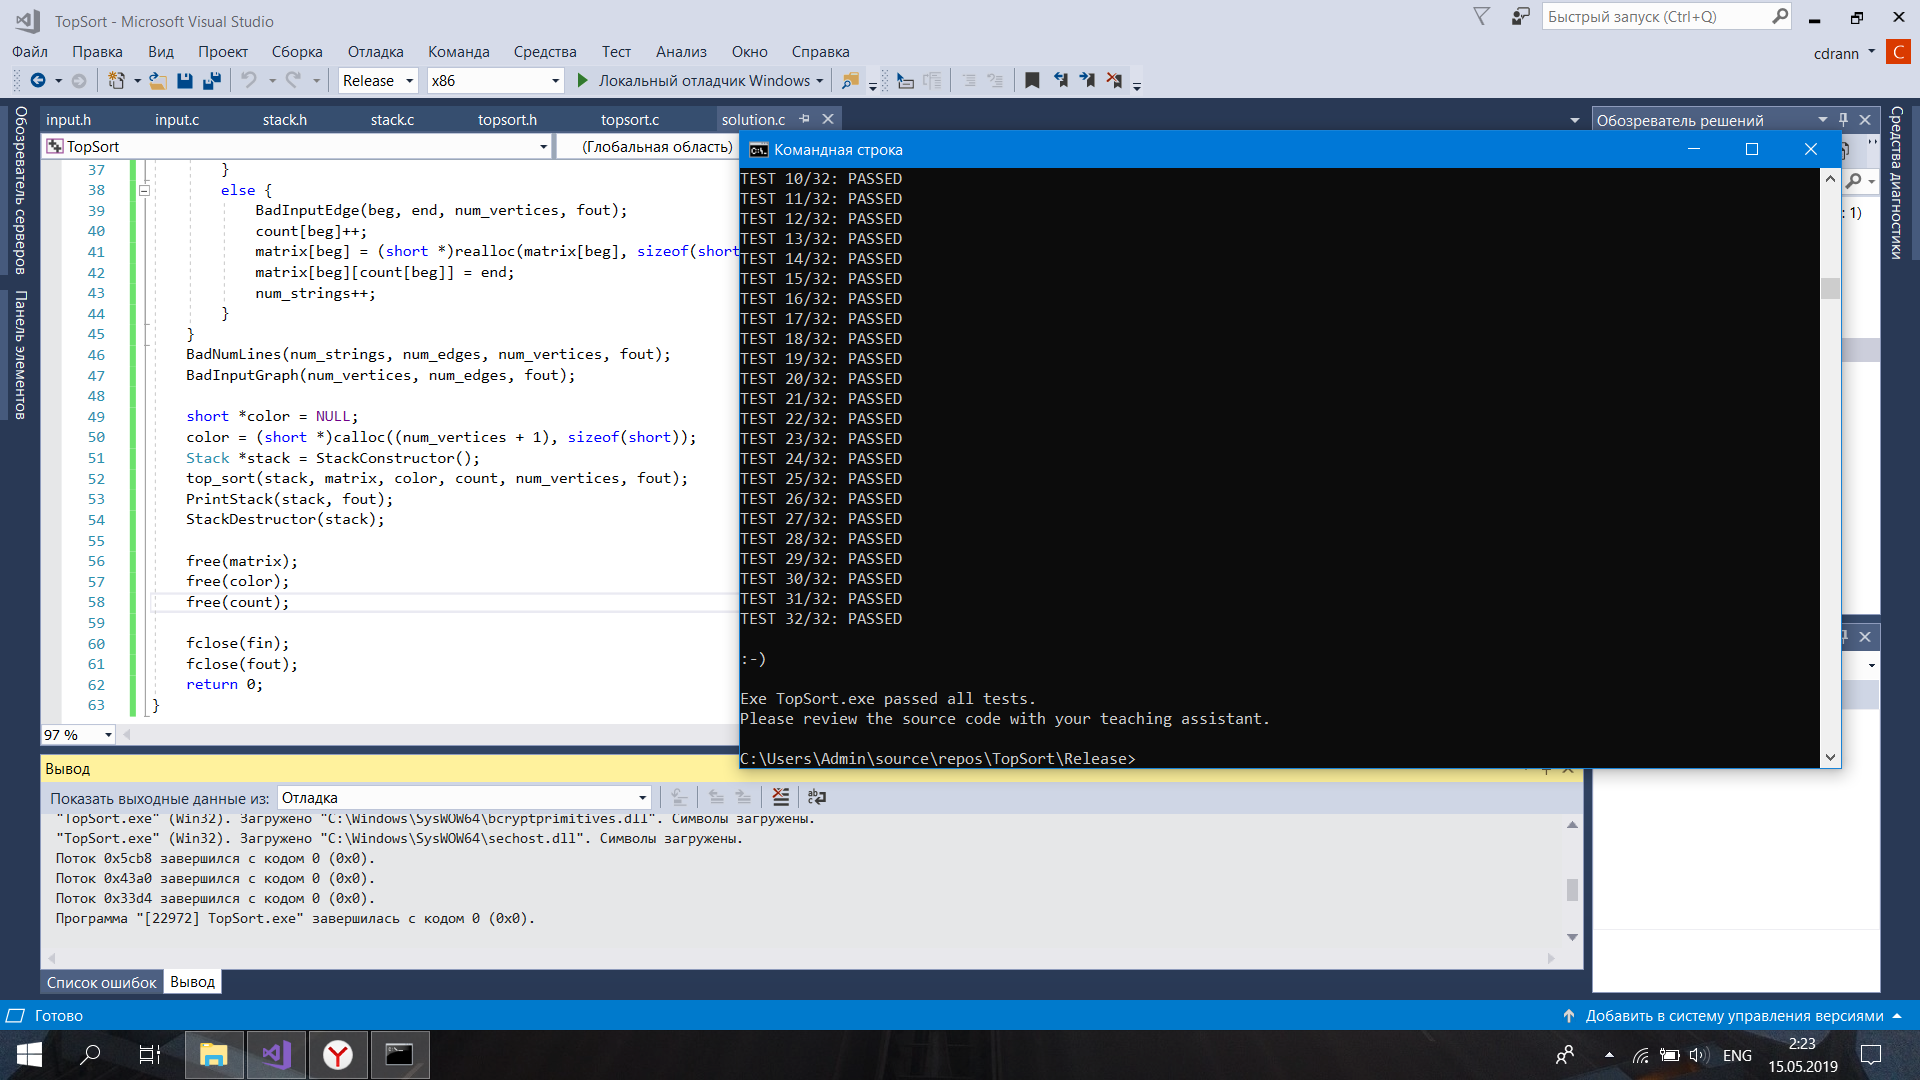 TopSort - Microsoft Visual Studio
Быстрый запуск (Ctrl+Q)
Файл Правка Вид Проект Сборка Отладка Команда Средства Тест Анализ Окно Справка
cdrann C
Release x86 Локальный отладчик Windows
Обозреватель серверов
Панель элементов
input.h input.c stack.h stack.c topsort.h topsort.c solution.c
TopSort (Глобальная область)
37 }
38 else {
39 BadInputEdge(beg, end, num_vertices, fout);
40 count[beg]++;
41 matrix[beg] = (short *)realloc(matrix[beg], sizeof(short
42 matrix[beg][count[beg]] = end;
43 num_strings++;
44 }
45 }
46 BadNumLines(num_strings, num_edges, num_vertices, fout);
47 BadInputGraph(num_vertices, num_edges, fout);
48
49 short *color = NULL;
50 color = (short *)calloc((num_vertices + 1), sizeof(short));
51 Stack *stack = StackConstructor();
52 top_sort(stack, matrix, color, count, num_vertices, fout);
53 PrintStack(stack, fout);
54 StackDestructor(stack);
55
56 free(matrix);
57 free(color);
58 free(count);
59
60 fclose(fin);
61 fclose(fout);
62 return 0;
63 }
97 %
Командная строка
TEST 10/32: PASSED
TEST 11/32: PASSED
TEST 12/32: PASSED
TEST 13/32: PASSED
TEST 14/32: PASSED
TEST 15/32: PASSED
TEST 16/32: PASSED
TEST 17/32: PASSED
TEST 18/32: PASSED
TEST 19/32: PASSED
TEST 20/32: PASSED
TEST 21/32: PASSED
TEST 22/32: PASSED
TEST 23/32: PASSED
TEST 24/32: PASSED
TEST 25/32: PASSED
TEST 26/32: PASSED
TEST 27/32: PASSED
TEST 28/32: PASSED
TEST 29/32: PASSED
TEST 30/32: PASSED
TEST 31/32: PASSED
TEST 32/32: PASSED
:-)
Exe TopSort.exe passed all tests.
Please review the source code with your teaching assistant.
C:\Users\Admin\source\repos\TopSort\Release>
Обозреватель решений
: 1)
Средства диагностики
Вывод
Показать выходные данные из: Отладка
"TopSort.exe" (Win32). Загружено "C:\Windows\SysWOW64\bcryptprimitives.dll". Символы загружены.
"TopSort.exe" (Win32). Загружено "C:\Windows\SysWOW64\sechost.dll". Символы загружены.
Поток 0x5cb8 завершился с кодом 0 (0x0).
Поток 0x43a0 завершился с кодом 0 (0x0).
Поток 0x33d4 завершился с кодом 0 (0x0).
Программа "[22972] TopSort.exe" завершилась с кодом 0 (0x0).
Список ошибок Вывод
Готово
Добавить в систему управления версиями
ENG
2:23
15.05.2019